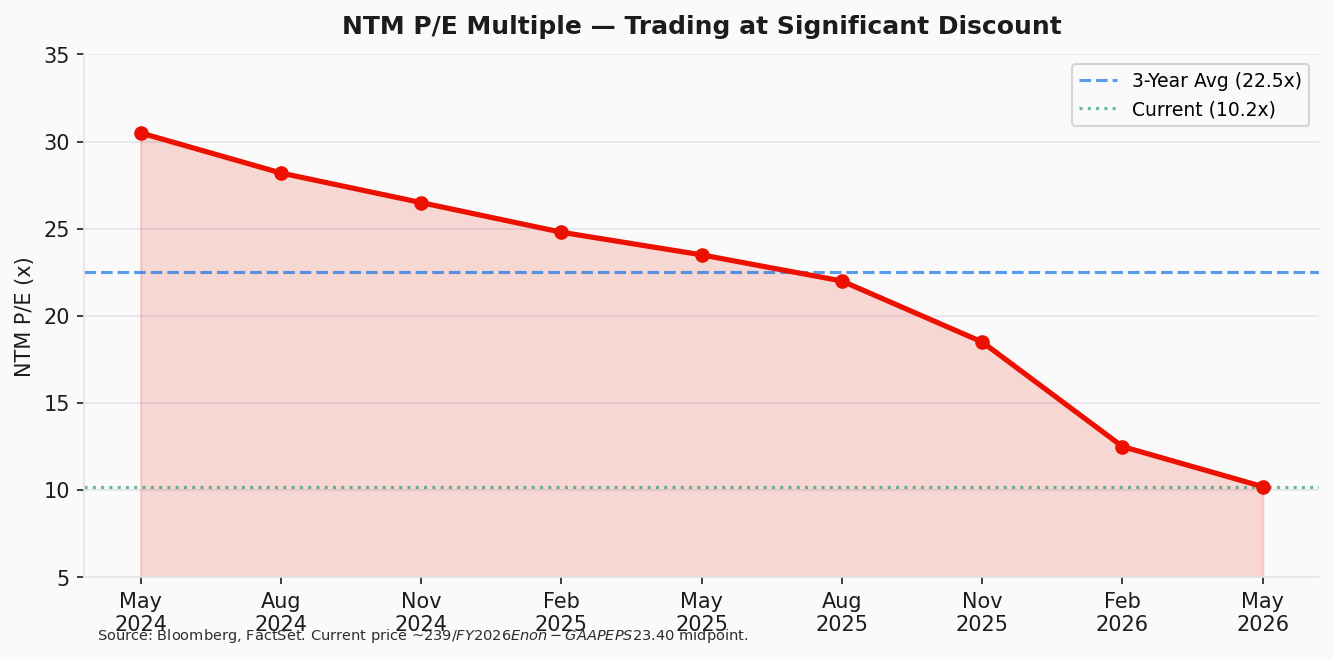 NTM P/E Multiple — Trading at Significant Discount
3-Year Avg (22.5x)
Current (10.2x)
NTM P/E (x)
35
30
25
20
15
10
5
May 2024
Aug 2024
Nov 2024
Feb 2025
May 2025
Aug 2025
Nov 2025
Feb 2026
May 2026
Source: Bloomberg, FactSet. Current price ~239/FY2026Enon−GAAPEPS23.40 midpoint.